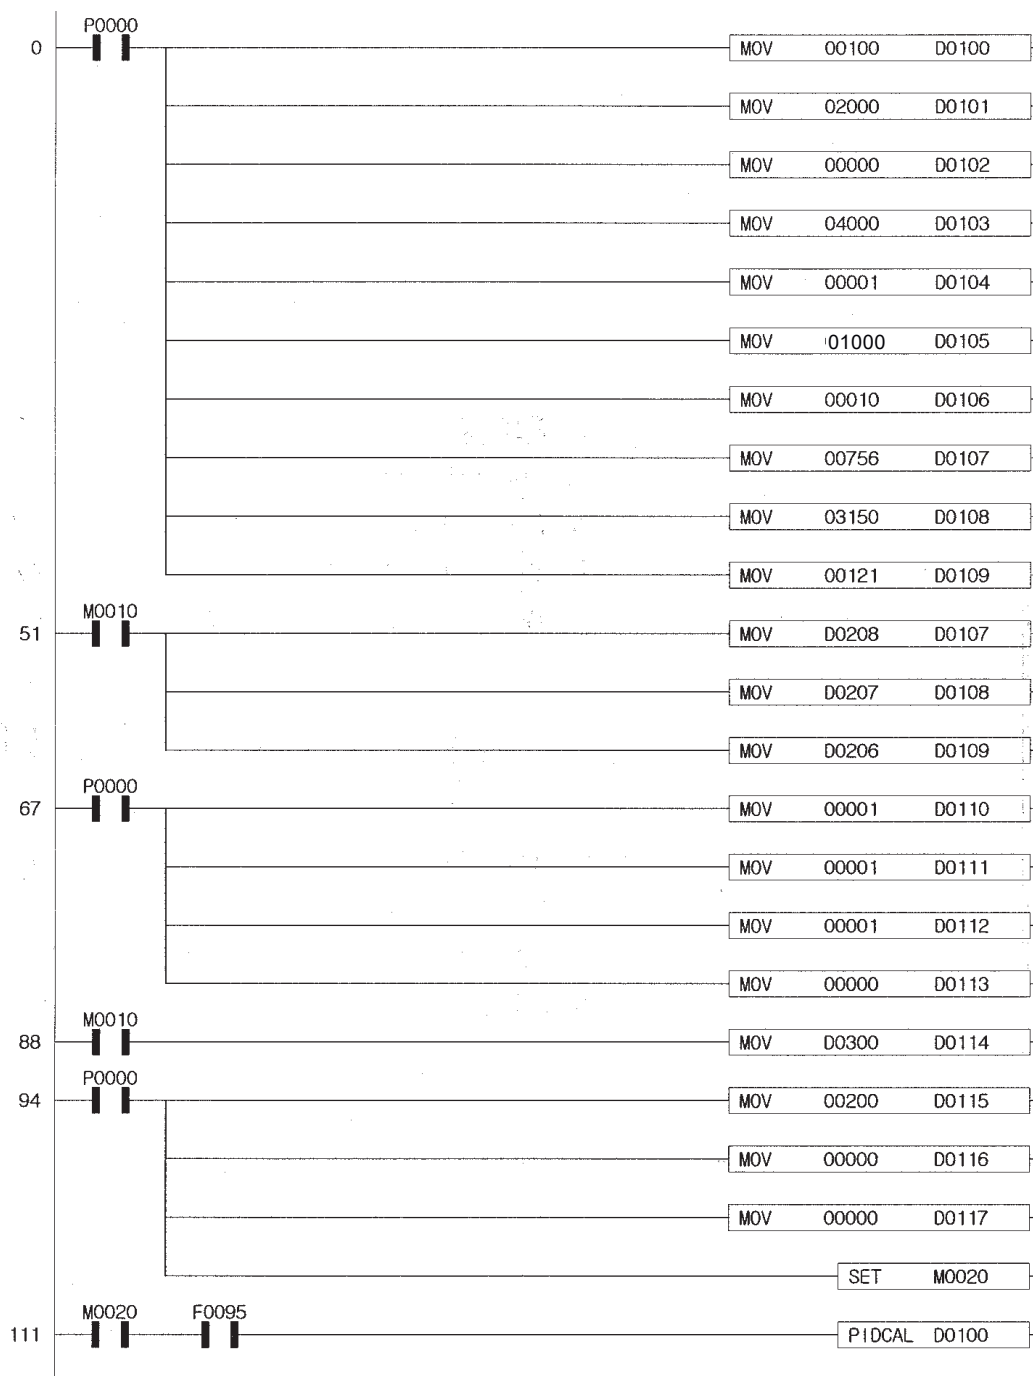 P0000
0 MOV 00100 D0100
MOV 02000 D0101
MOV 00000 D0102
MOV 04000 D0103
MOV 00001 D0104
MOV 01000 D0105
MOV 00010 D0106
MOV 00756 D0107
MOV 03150 D0108
MOV 00121 D0109
M0010
51 MOV D0208 D0107
MOV D0207 D0108
MOV D0206 D0109
P0000
67 MOV 00001 D0110
MOV 00001 D0111
MOV 00001 D0112
MOV 00000 D0113
M0010
88 MOV D0300 D0114
P0000
94 MOV 00200 D0115
MOV 00000 D0116
MOV 00000 D0117
SET M0020
M0020 F0095
111 PIDCAL D0100